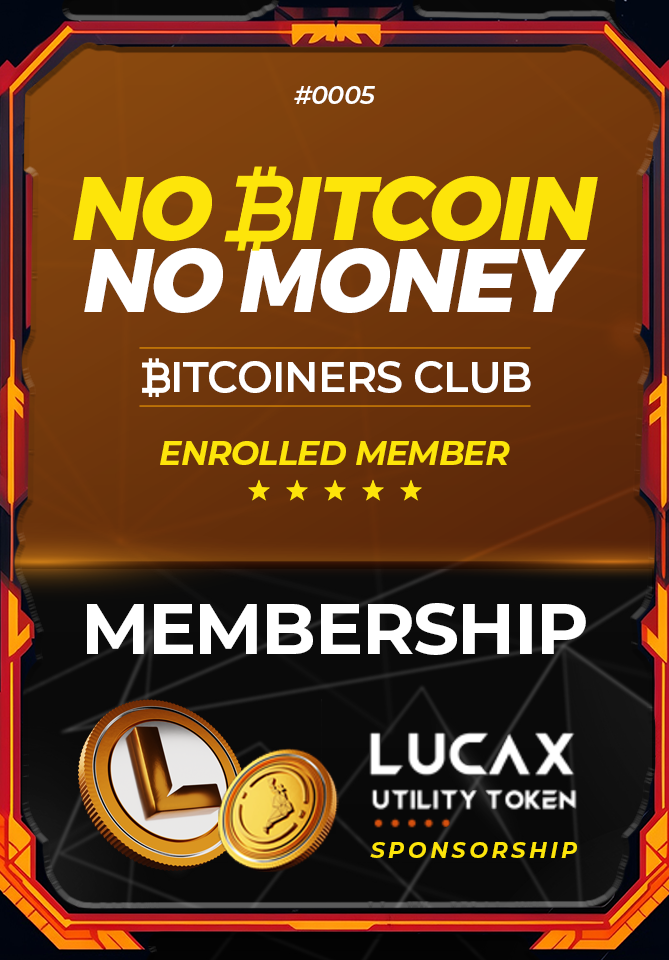 #0005
NO ₿ITCOIN
NO MONEY
₿ITCOINERS CLUB
ENROLLED MEMBER
★ ★ ★ ★ ★
MEMBERSHIP
L
LUCAX
UTILITY TOKEN
SPONSORSHIP